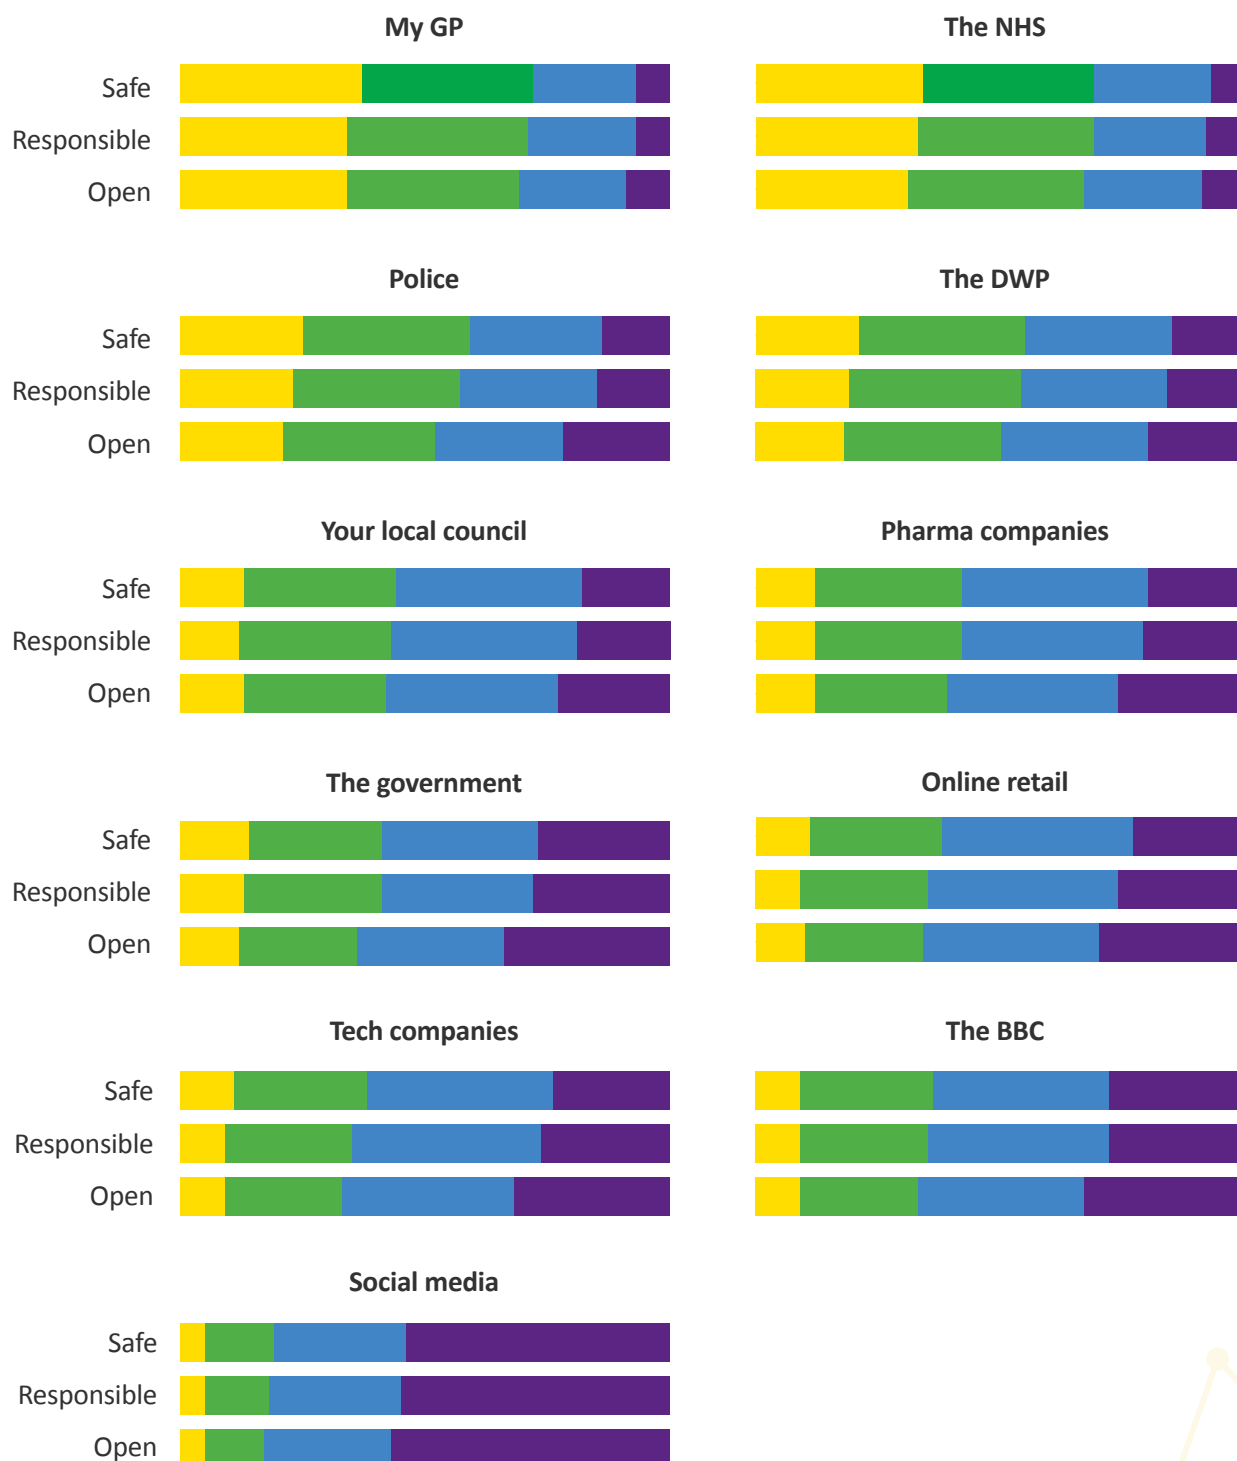 My GP
The NHS
Safe
Responsible
Open
Police
The DWP
Safe
Responsible
Open
Your local council
Pharma companies
Safe
Responsible
Open
The government
Online retail
Safe
Responsible
Open
Tech companies
The BBC
Safe
Responsible
Open
Social media
Safe
Responsible
Open